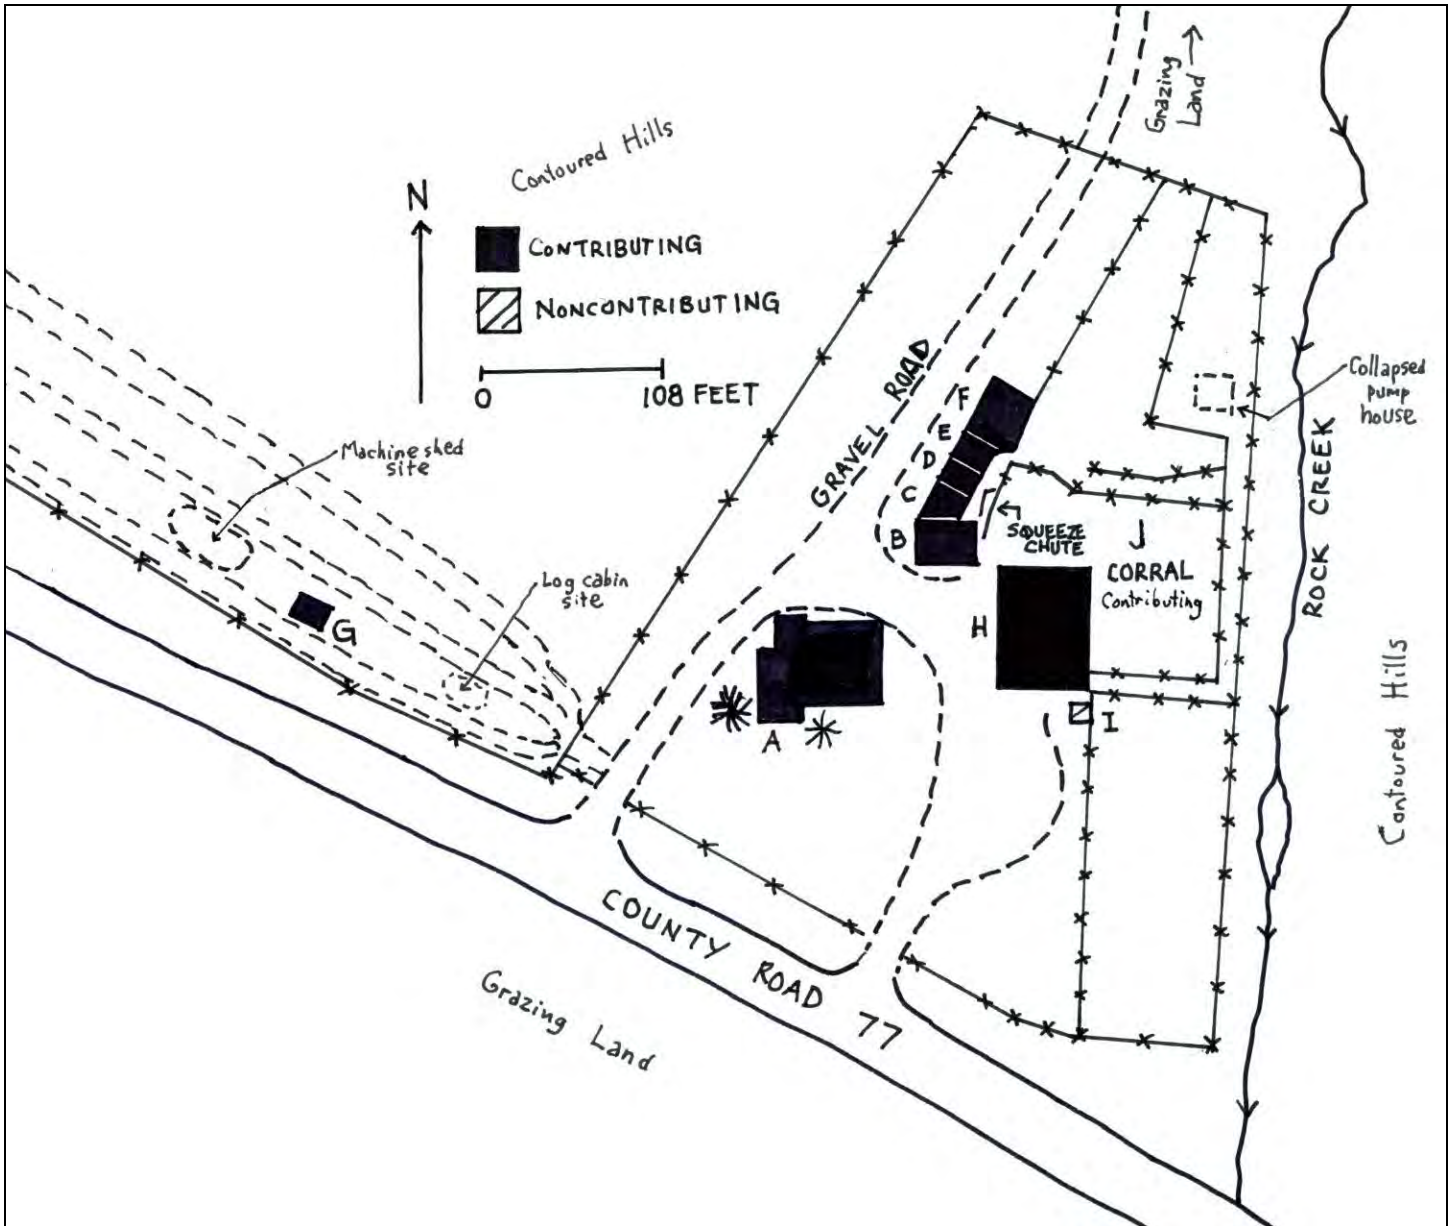 Grazing
Land
Contoured Hills
N
CONTRIBUTING
NONCONTRIBUTING
0 108 FEET
GRAVEL ROAD
F
E
D
C
B
Collapsed
pump
house
Machine shed
site
SQUEEZE
CHUTE
J
CORRAL
Contributing
ROCK CREEK
Log cabin
site
G
H
A
I
Contoured Hills
COUNTY ROAD 77
Grazing Land